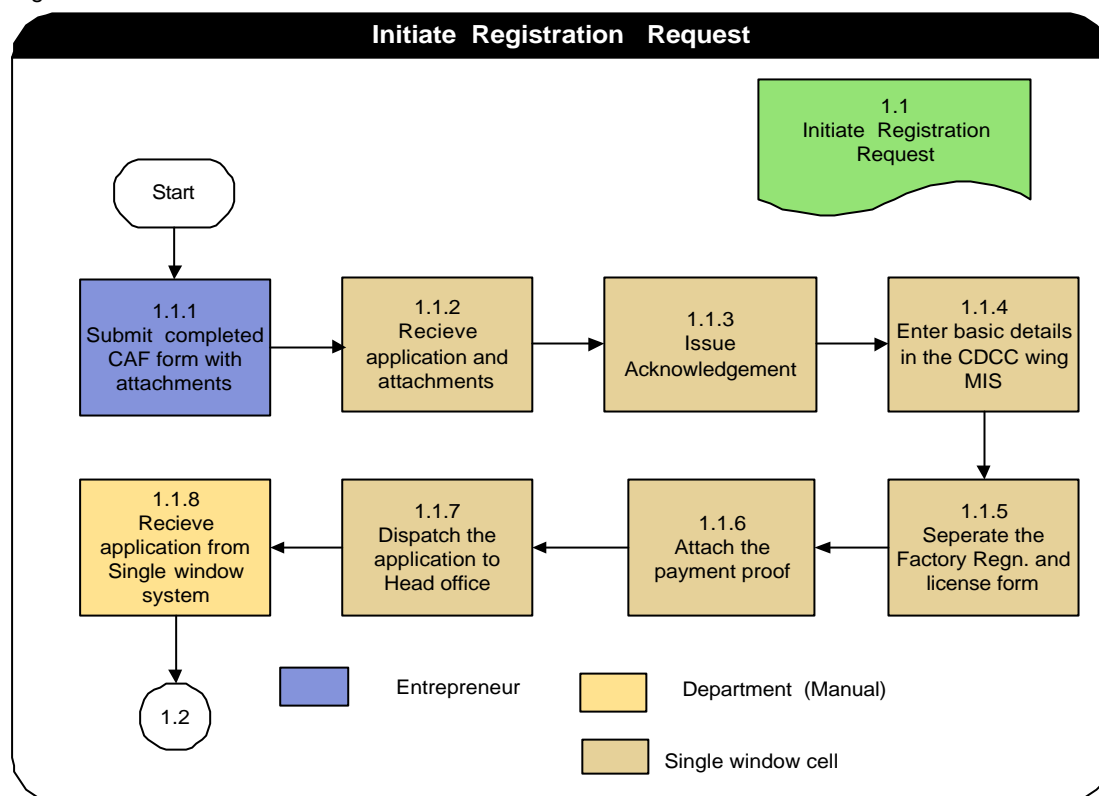 Initiate Registration Request
1.1
Initiate Registration
Request
Start
1.1.1
Submit completed
CAF form with
attachments
1.1.2
Recieve
application and
attachments
1.1.3
Issue
Acknowledgement
1.1.4
Enter basic details
in the CDCC wing
MIS
1.1.8
Recieve
application from
Single window
system
1.1.7
Dispatch the
application to
Head office
1.1.6
Attach the
payment proof
1.1.5
Seperate the
Factory Regn. and
license form
1.2
Entrepreneur
Department (Manual)
Single window cell